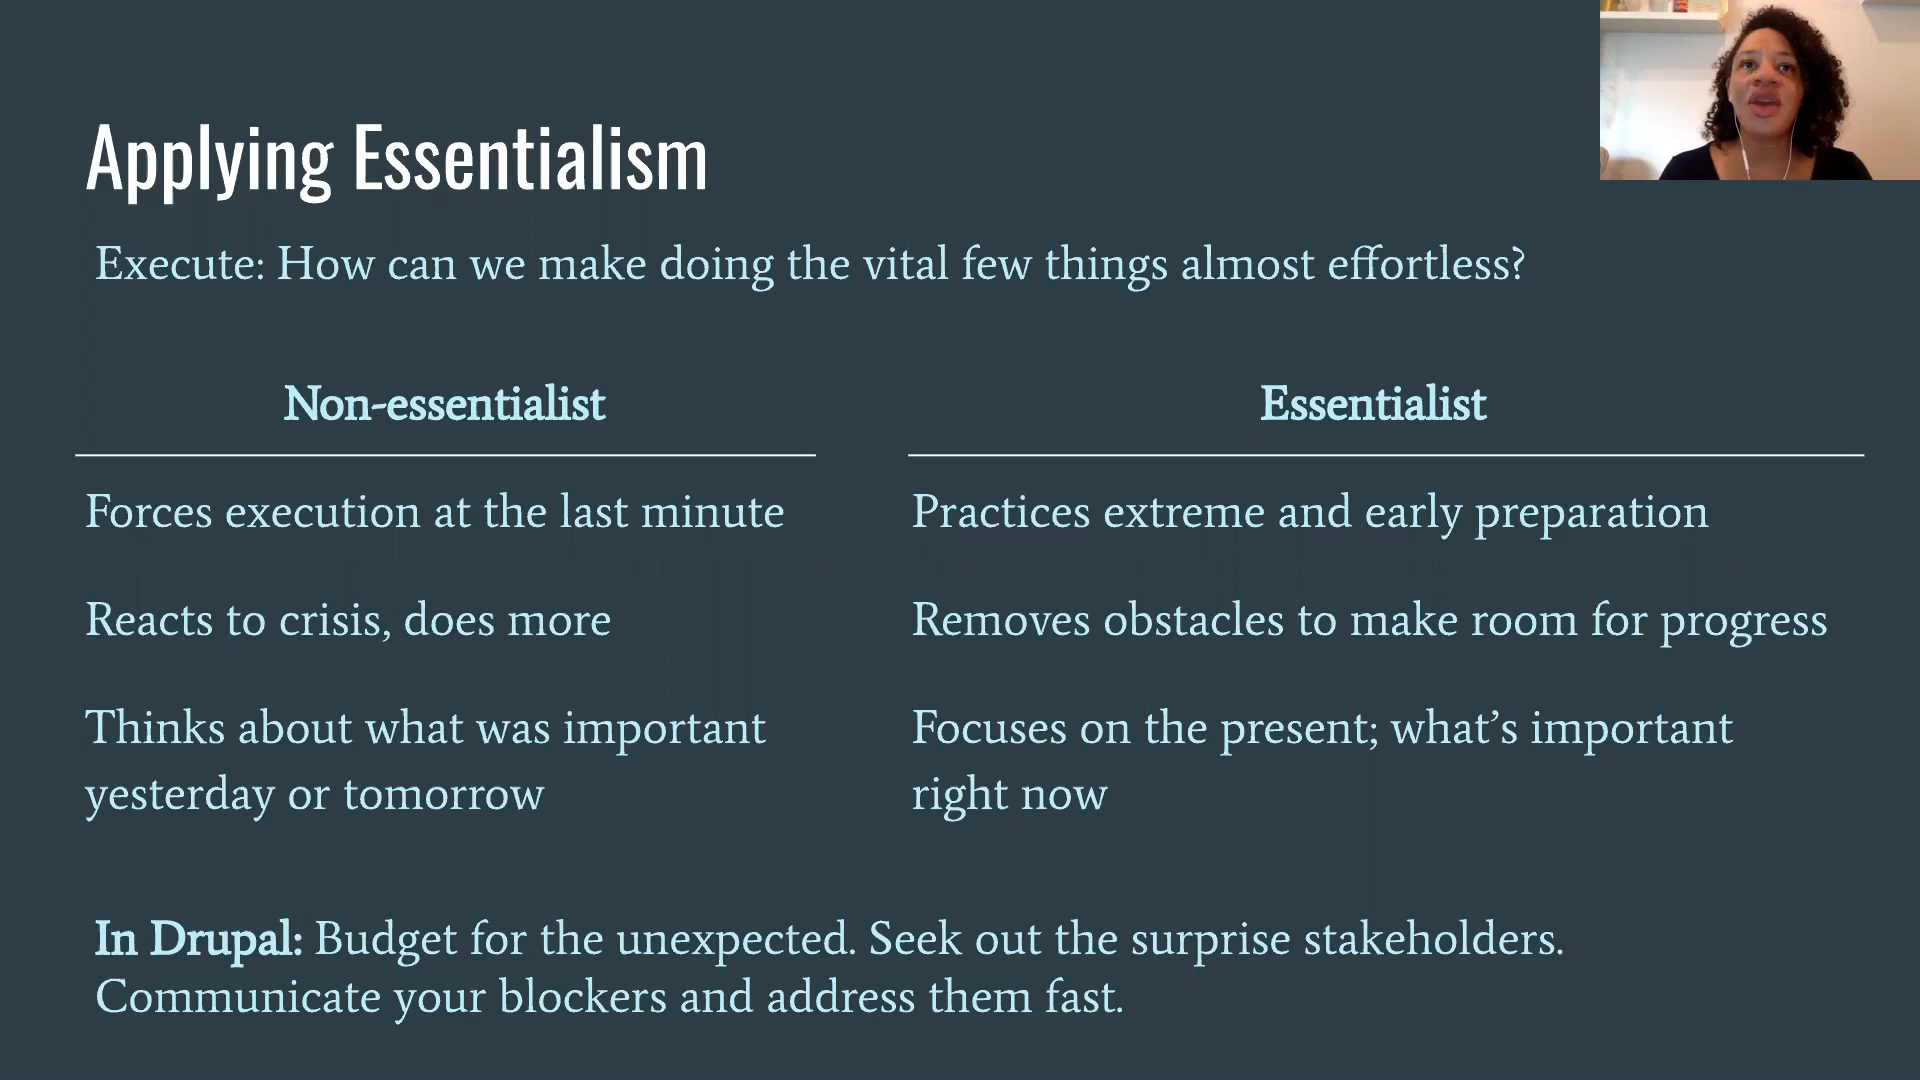 Applying Essentialism
Execute: How can we make doing the vital few things almost effortless?
Non-essentialist
Essentialist
Forces execution at the last minute
Practices extreme and early preparation
Reacts to crisis, does more
Removes obstacles to make room for progress
Thinks about what was important
yesterday or tomorrow
Focuses on the present; what’s important
right now
In Drupal: Budget for the unexpected. Seek out the surprise stakeholders.
Communicate your blockers and address them fast.